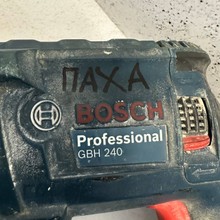 ПАХА
BOSCH
Professional
GBH 240